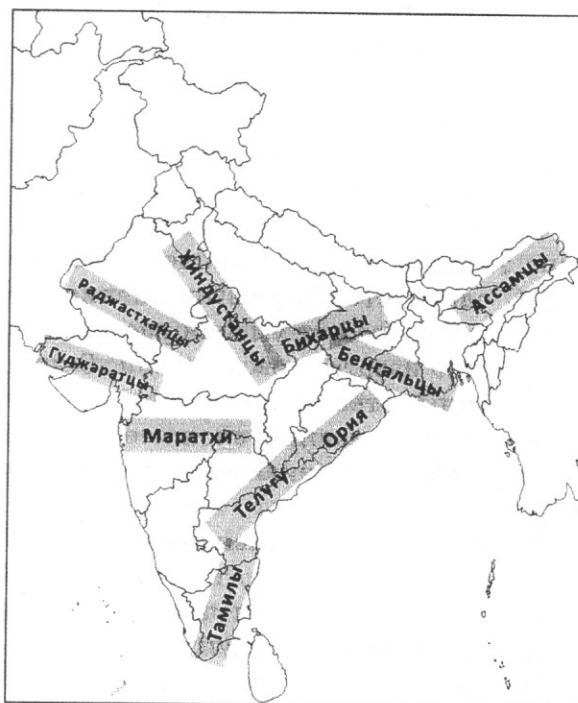 Хиндустанцы
Ассамцы
Раджастханцы
Бихарцы
Гуджаратцы
Бенгальцы
Маратхи
Ория
Телугу
Тамилы